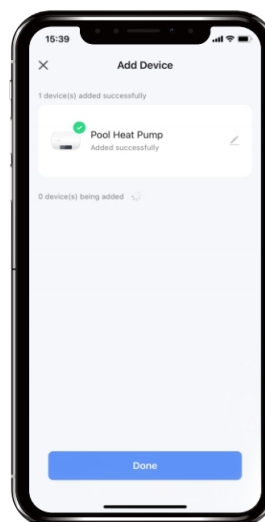 15:39
Add Device
1 device(s) added successfully
Pool Heat Pump
Added successfully
0 device(s) being added
Done